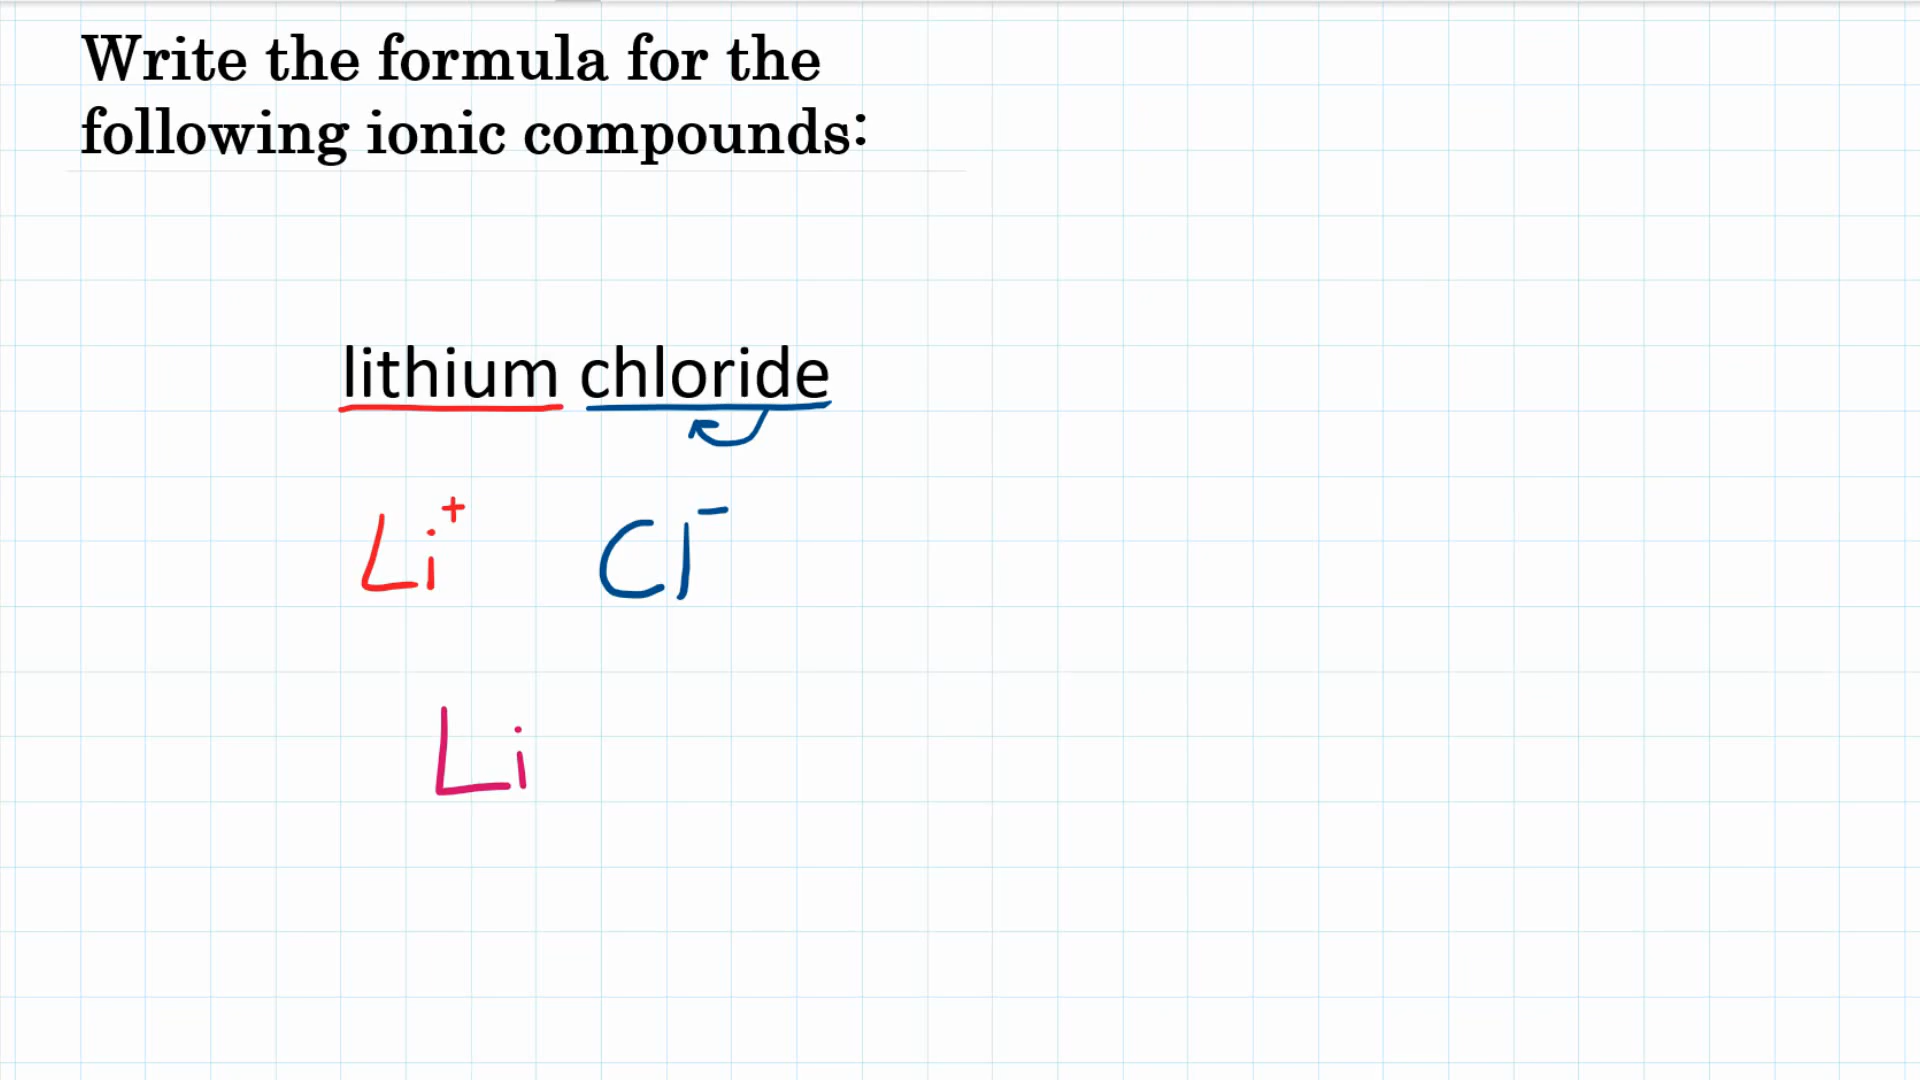 Write the formula for the
following ionic compounds:
lithium chloride
Li⁺ Cl⁻
Li